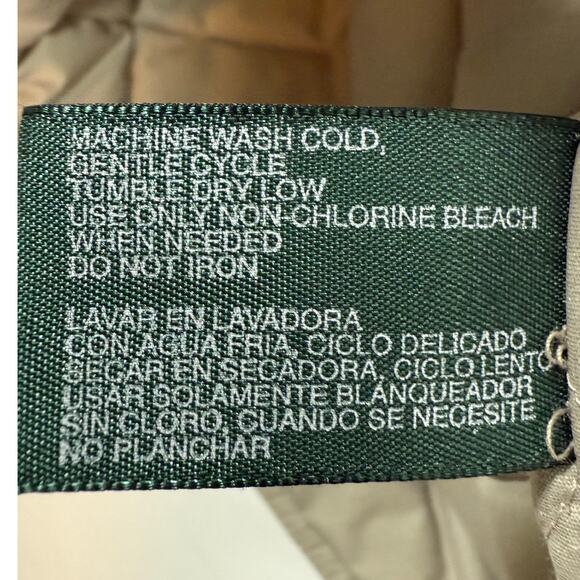 MACHINE WASH COLD,
GENTLE CYCLE
TUMBLE DRY LOW
USE ONLY NON-CHLORINE BLEACH
WHEN NEEDED
DO NOT IRON
LAVAR EN LAVADORA
CON AGUA FRIA, CICLO DELICADO
SEGAR EN SECADORA, CICLO LENTO
USAR SOLAMENTE BLANQUEADOR
SIN CLORO, CUANDO SE NECESITE
NO PLANCHAR